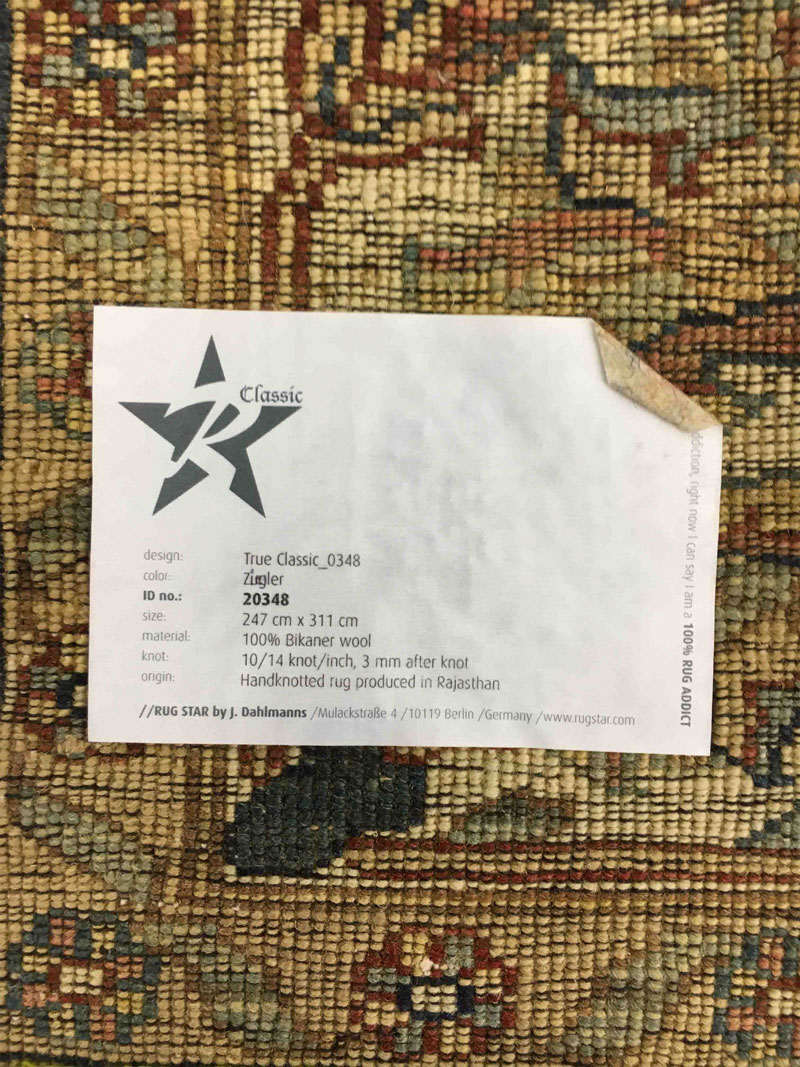 Classic
R
design: True Classic_0348
color: Ziegler
ID no.: 20348
size: 247 cm x 311 cm
material: 100% Bikaner wool
knot: 10/14 knot/inch, 3 mm after knot
origin: Handknotted rug produced in Rajasthan
//RUG STAR by J. Dahlmanns /Mulackstraße 4 /10119 Berlin /Germany /www.rugstar.com
ddiction, right now I can say I am a 100% RUG ADDICT